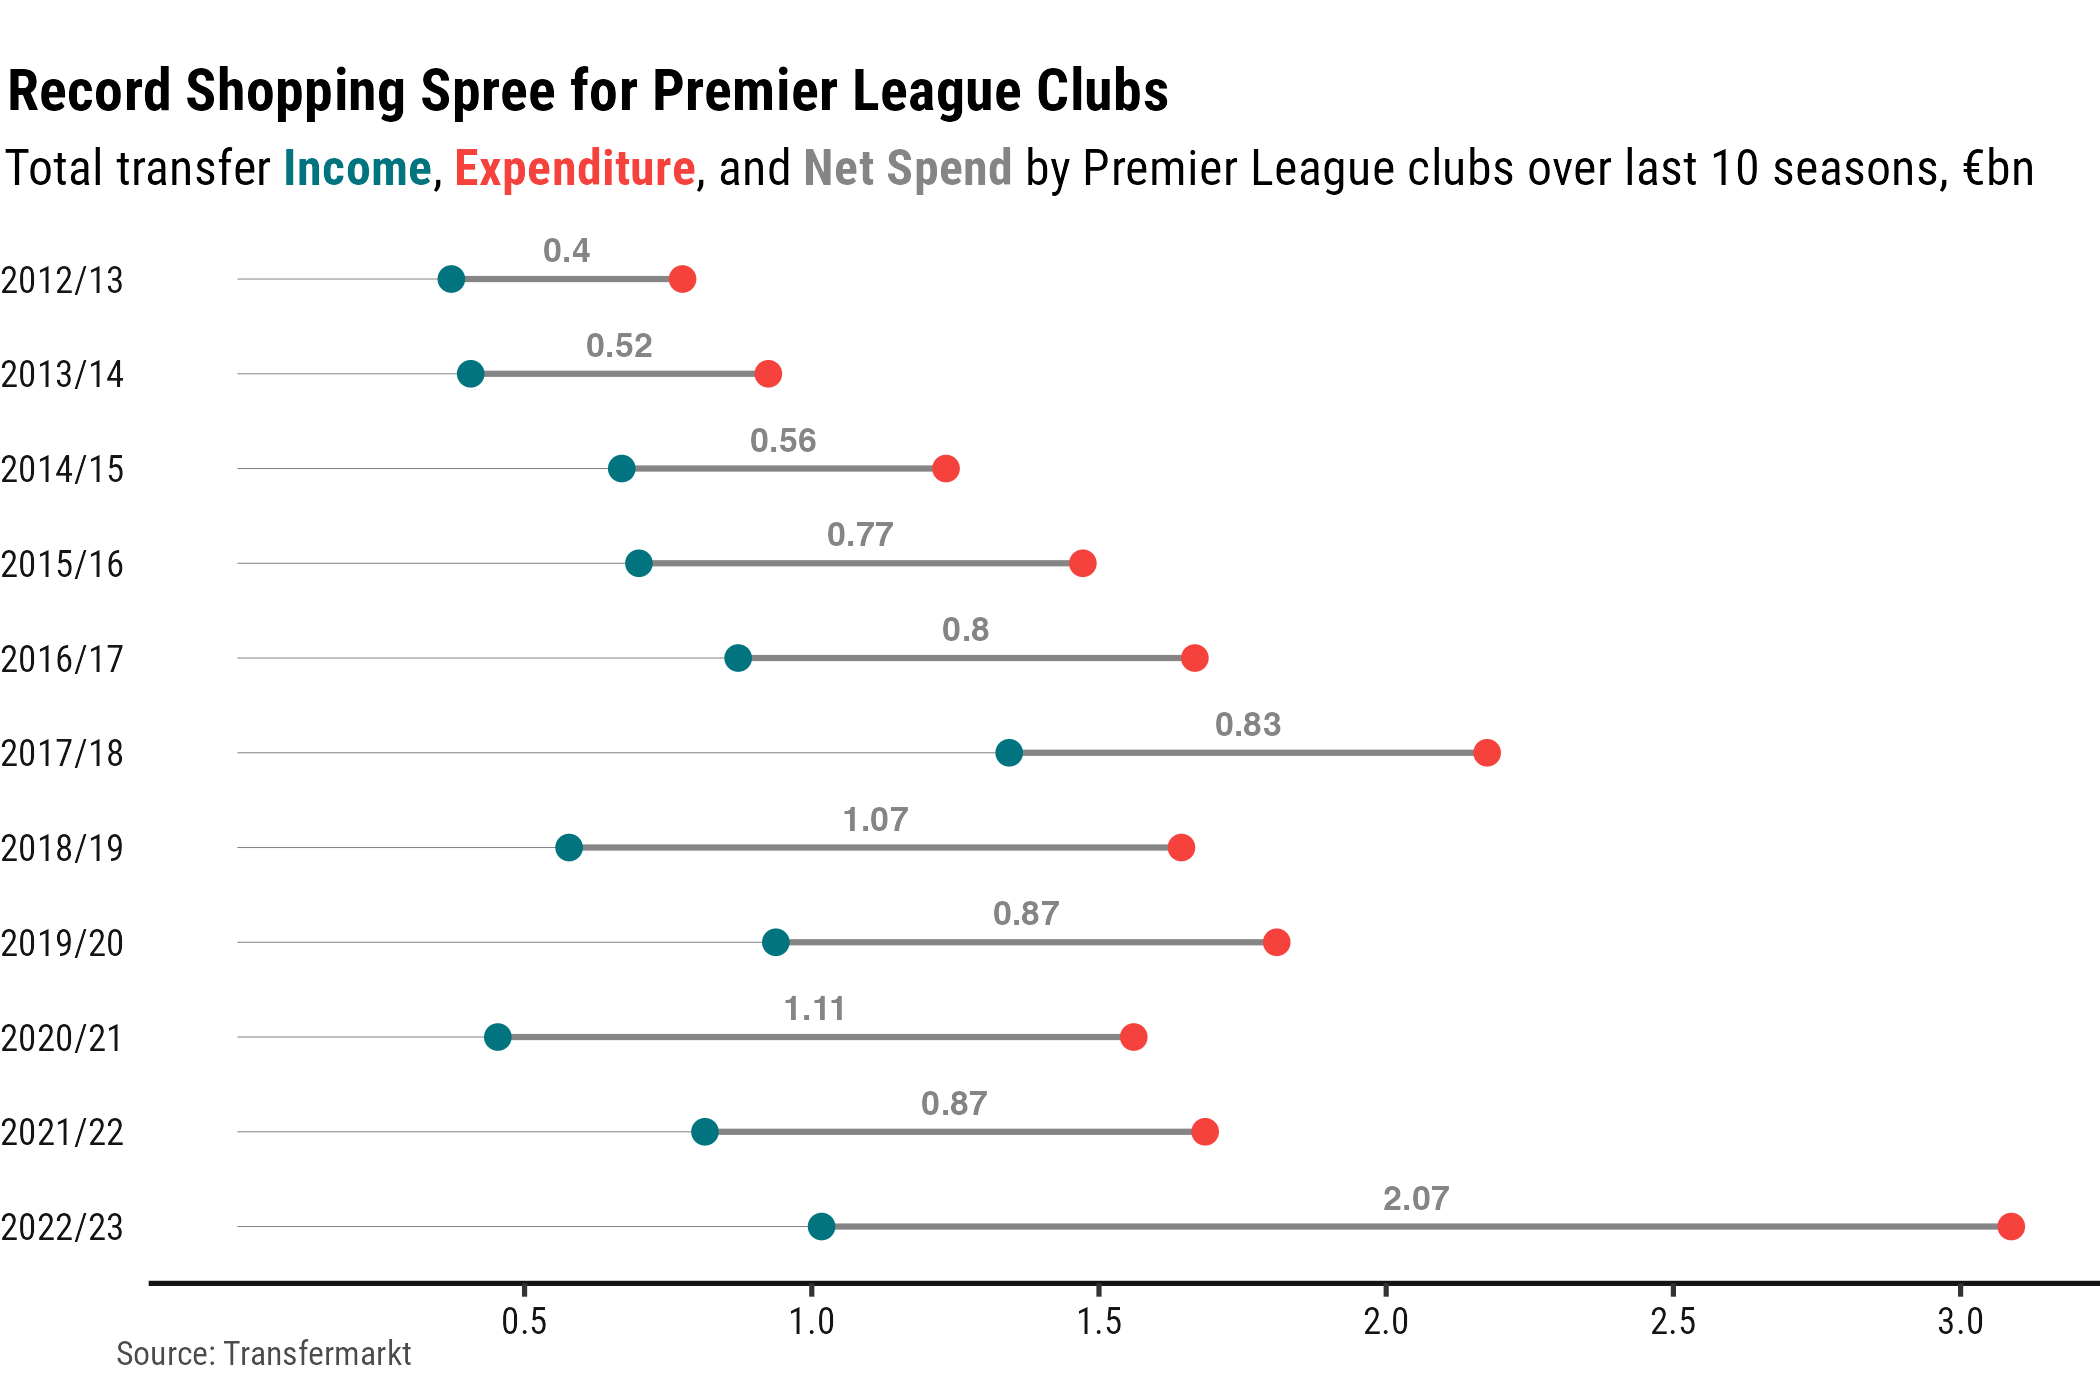 Record Shopping Spree for Premier League Clubs
Total transfer Income, Expenditure, and Net Spend by Premier League clubs over last 10 seasons, €bn
2012/13 0.4
2013/14 0.52
2014/15 0.56
2015/16 0.77
2016/17 0.8
2017/18 0.83
2018/19 1.07
2019/20 0.87
2020/21 1.11
2021/22 0.87
2022/23 2.07
0.5 1.0 1.5 2.0 2.5 3.0
Source: Transfermarkt